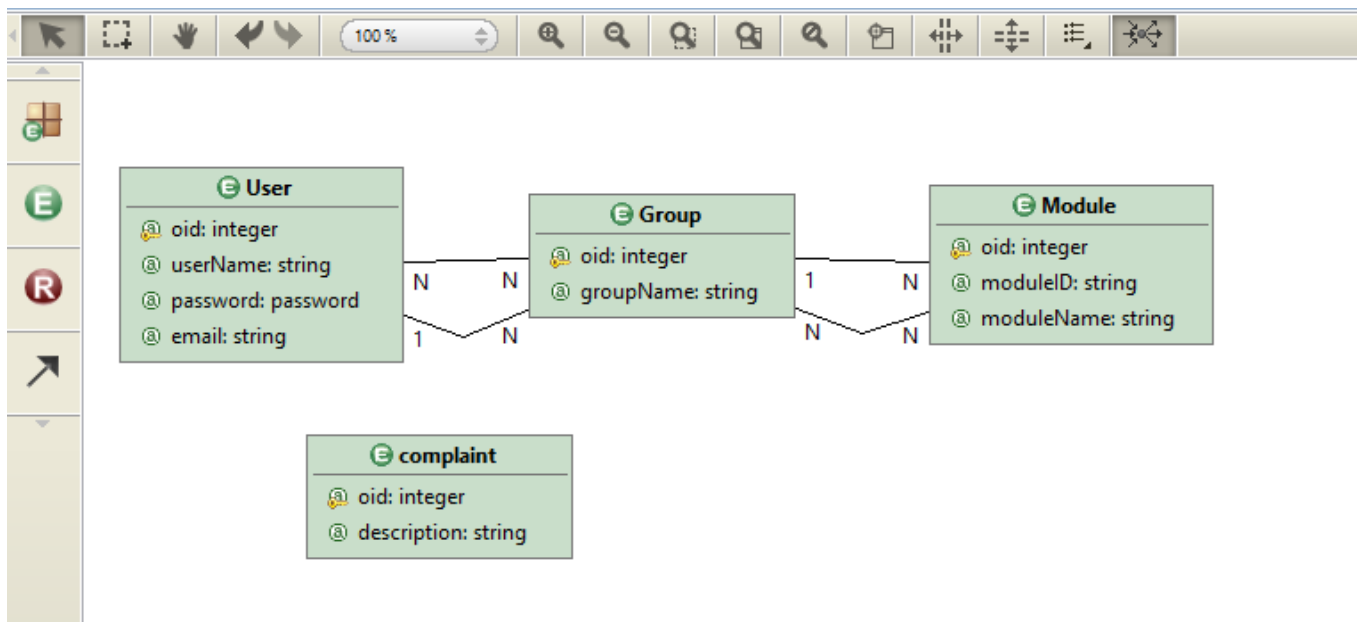 100 %
E
R
E User
oid: integer
userName: string
password: password
email: string
E Group
oid: integer
groupName: string
E Module
oid: integer
moduleID: string
moduleName: string
N N
1 N
1 N
N N
E complaint
oid: integer
description: string